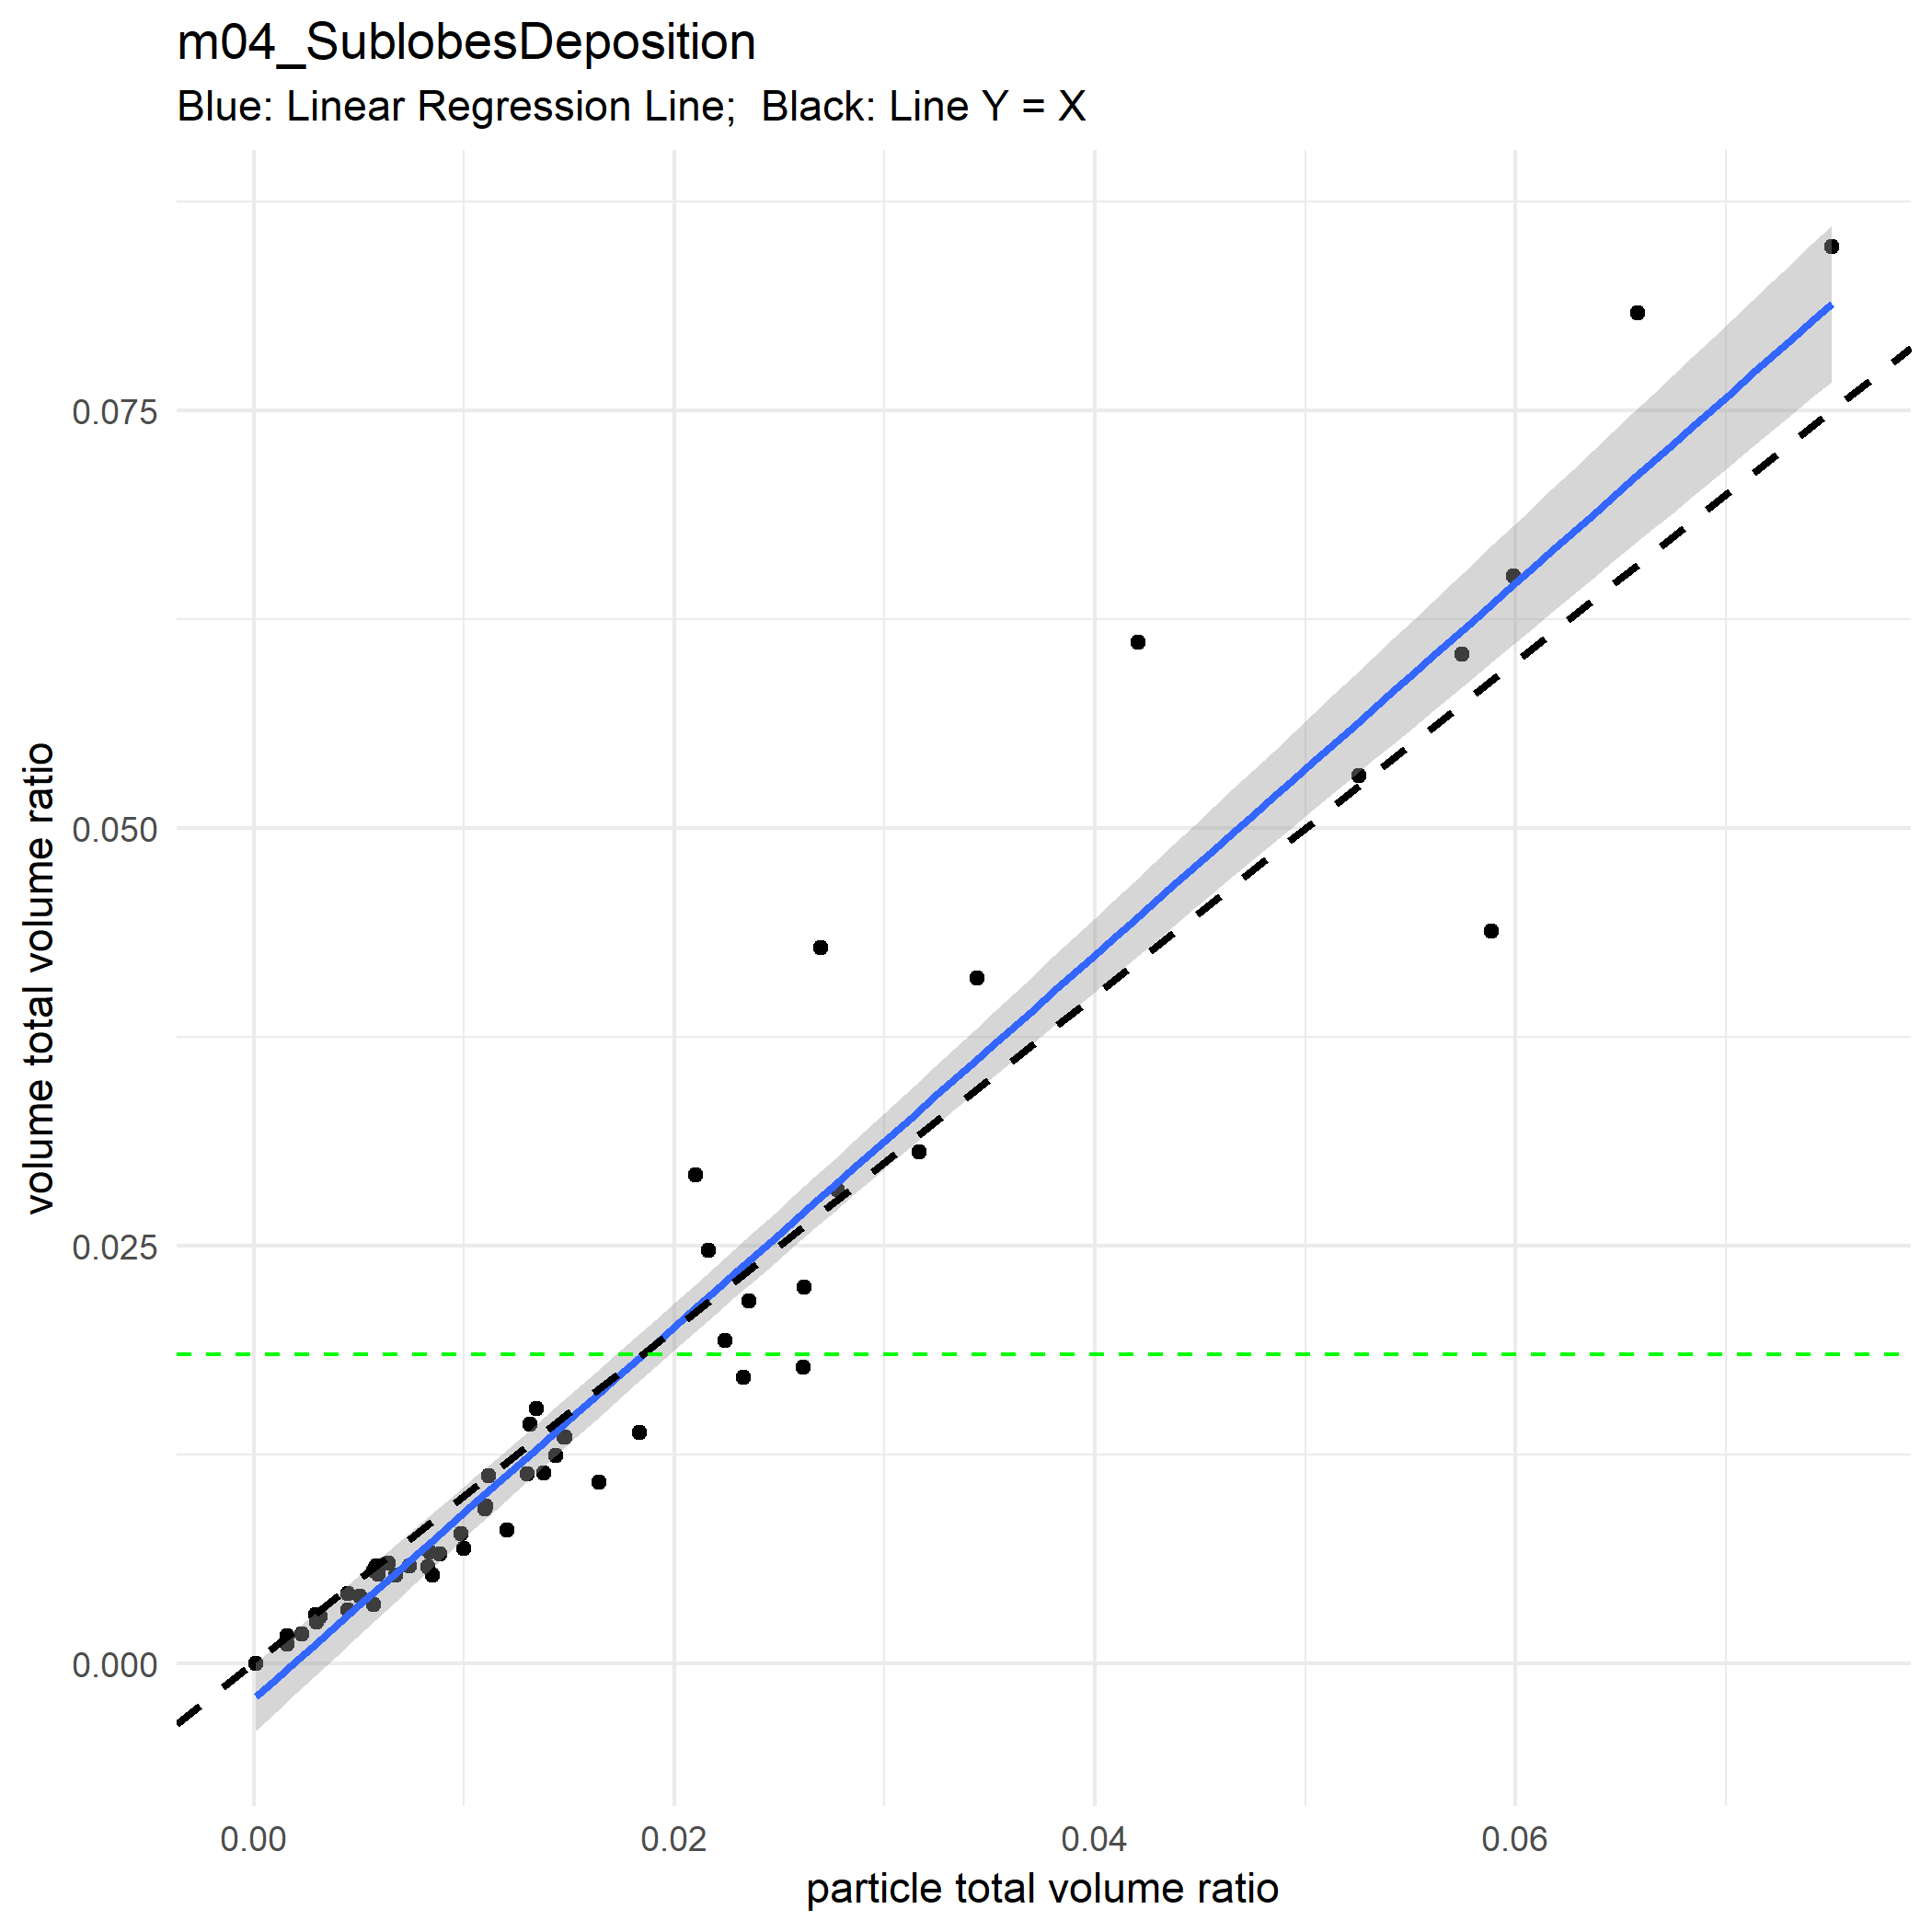 m04_SublobesDeposition
Blue: Linear Regression Line;  Black: Line Y = X
volume total volume ratio
0.075
0.050
0.025
0.000
0.00
0.02
0.04
0.06
particle total volume ratio